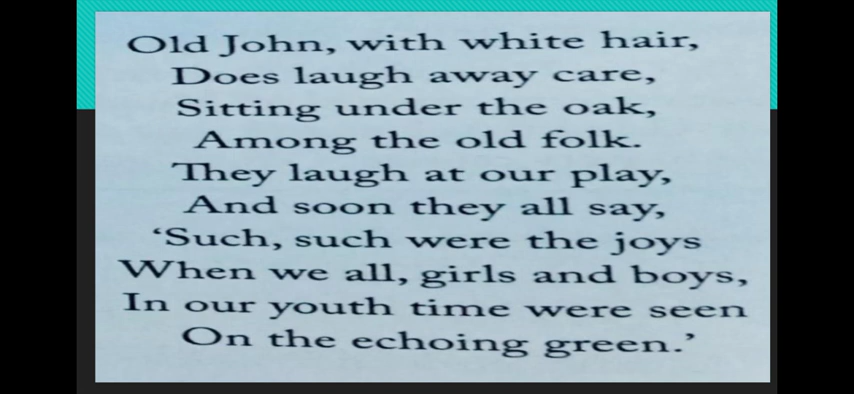 Old John, with white hair,
Does laugh away care,
Sitting under the oak,
Among the old folk.
They laugh at our play,
And soon they all say,
‘Such, such were the joys
When we all, girls and boys,
In our youth time were seen
On the echoing green.’